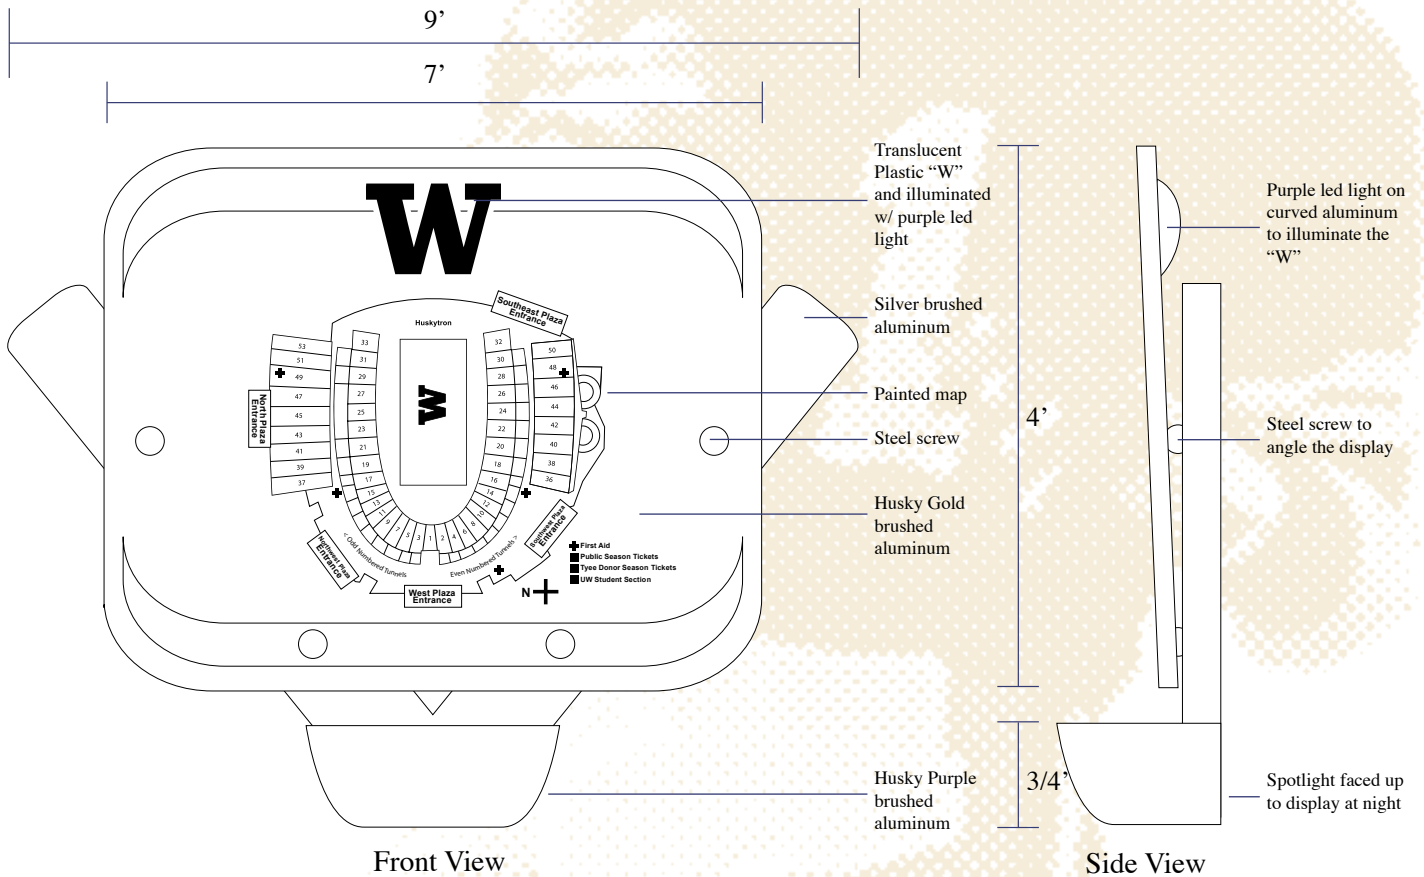 9’
7’
Translucent
Plastic “W”
and illuminated
w/ purple led
light
Silver brushed
aluminum
Painted map
Steel screw
Husky Gold
brushed
aluminum
Husky Purple
brushed
aluminum
4’
3/4’
Purple led light on
curved aluminum
to illuminate the
“W”
Steel screw to
angle the display
Spotlight faced up
to display at night
W
Huskytron
Southeast Plaza
Entrance
North Plaza
Entrance
W
53
51
49
47
45
43
41
39
37
33
31
29
27
25
23
21
19
17
15
13
11
9
7
5
3
1
2
4
6
8
10
12
14
16
18
20
22
24
26
28
30
32
50
48
46
44
42
40
38
36
Northwest Plaza
Entrance
< Odd Numbered Tunnels
Even Numbered Tunnels >
Southwest Plaza
Entrance
West Plaza
Entrance
First Aid
Public Season Tickets
Tyee Donor Season Tickets
UW Student Section
N
Front View
Side View